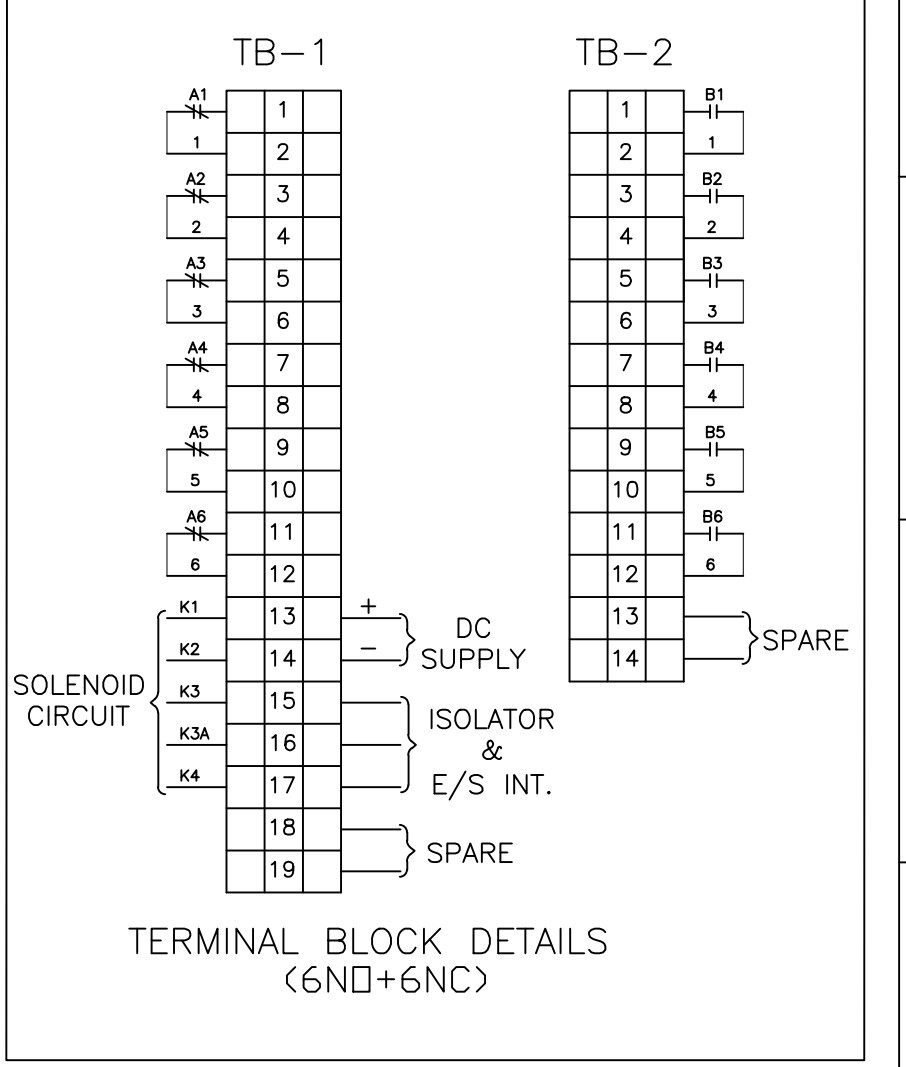 TB-1
A1
1
1
2
A2
3
2
4
A3
5
3
6
A4
7
4
8
A5
9
5
10
A6
11
6
12
K1
13
+
K2
14
-
DC
SUPPLY
SOLENOID
CIRCUIT
K3
15
K3A
16
K4
17
ISOLATOR
&
E/S INT.
18
19
SPARE
TB-2
1
B1
1
2
3
B2
2
4
5
B3
3
6
7
B4
4
8
9
B5
5
10
11
B6
6
12
13
14
SPARE
TERMINAL BLOCK DETAILS
(6NO+6NC)